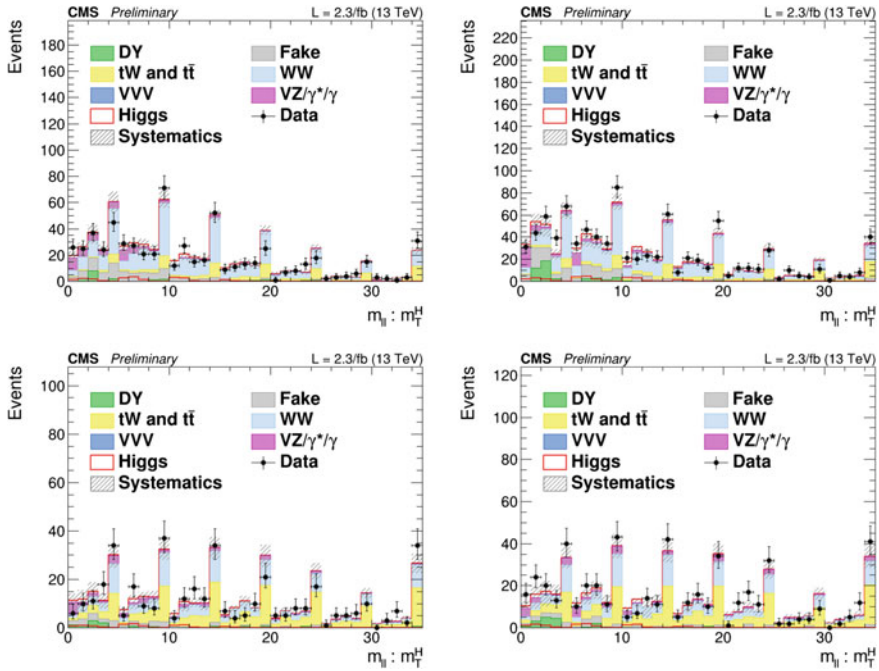 CMS Preliminary L = 2.3/fb (13 TeV)
Events
180
160
140
120
100
80
60
40
20
0
DY Fake
tW and tt̄ WW
VVV VZ/γ*/γ
Higgs Data
Systematics
0 10 20 30
m_ll : m_T^H
CMS Preliminary L = 2.3/fb (13 TeV)
Events
220
200
180
160
140
120
100
80
60
40
20
0
DY Fake
tW and tt̄ WW
VVV VZ/γ*/γ
Higgs Data
Systematics
0 10 20 30
m_ll : m_T^H
CMS Preliminary L = 2.3/fb (13 TeV)
Events
100
80
60
40
20
0
DY Fake
tW and tt̄ WW
VVV VZ/γ*/γ
Higgs Data
Systematics
0 10 20 30
m_ll : m_T^H
CMS Preliminary L = 2.3/fb (13 TeV)
Events
120
100
80
60
40
20
0
DY Fake
tW and tt̄ WW
VVV VZ/γ*/γ
Higgs Data
Systematics
0 10 20 30
m_ll : m_T^H